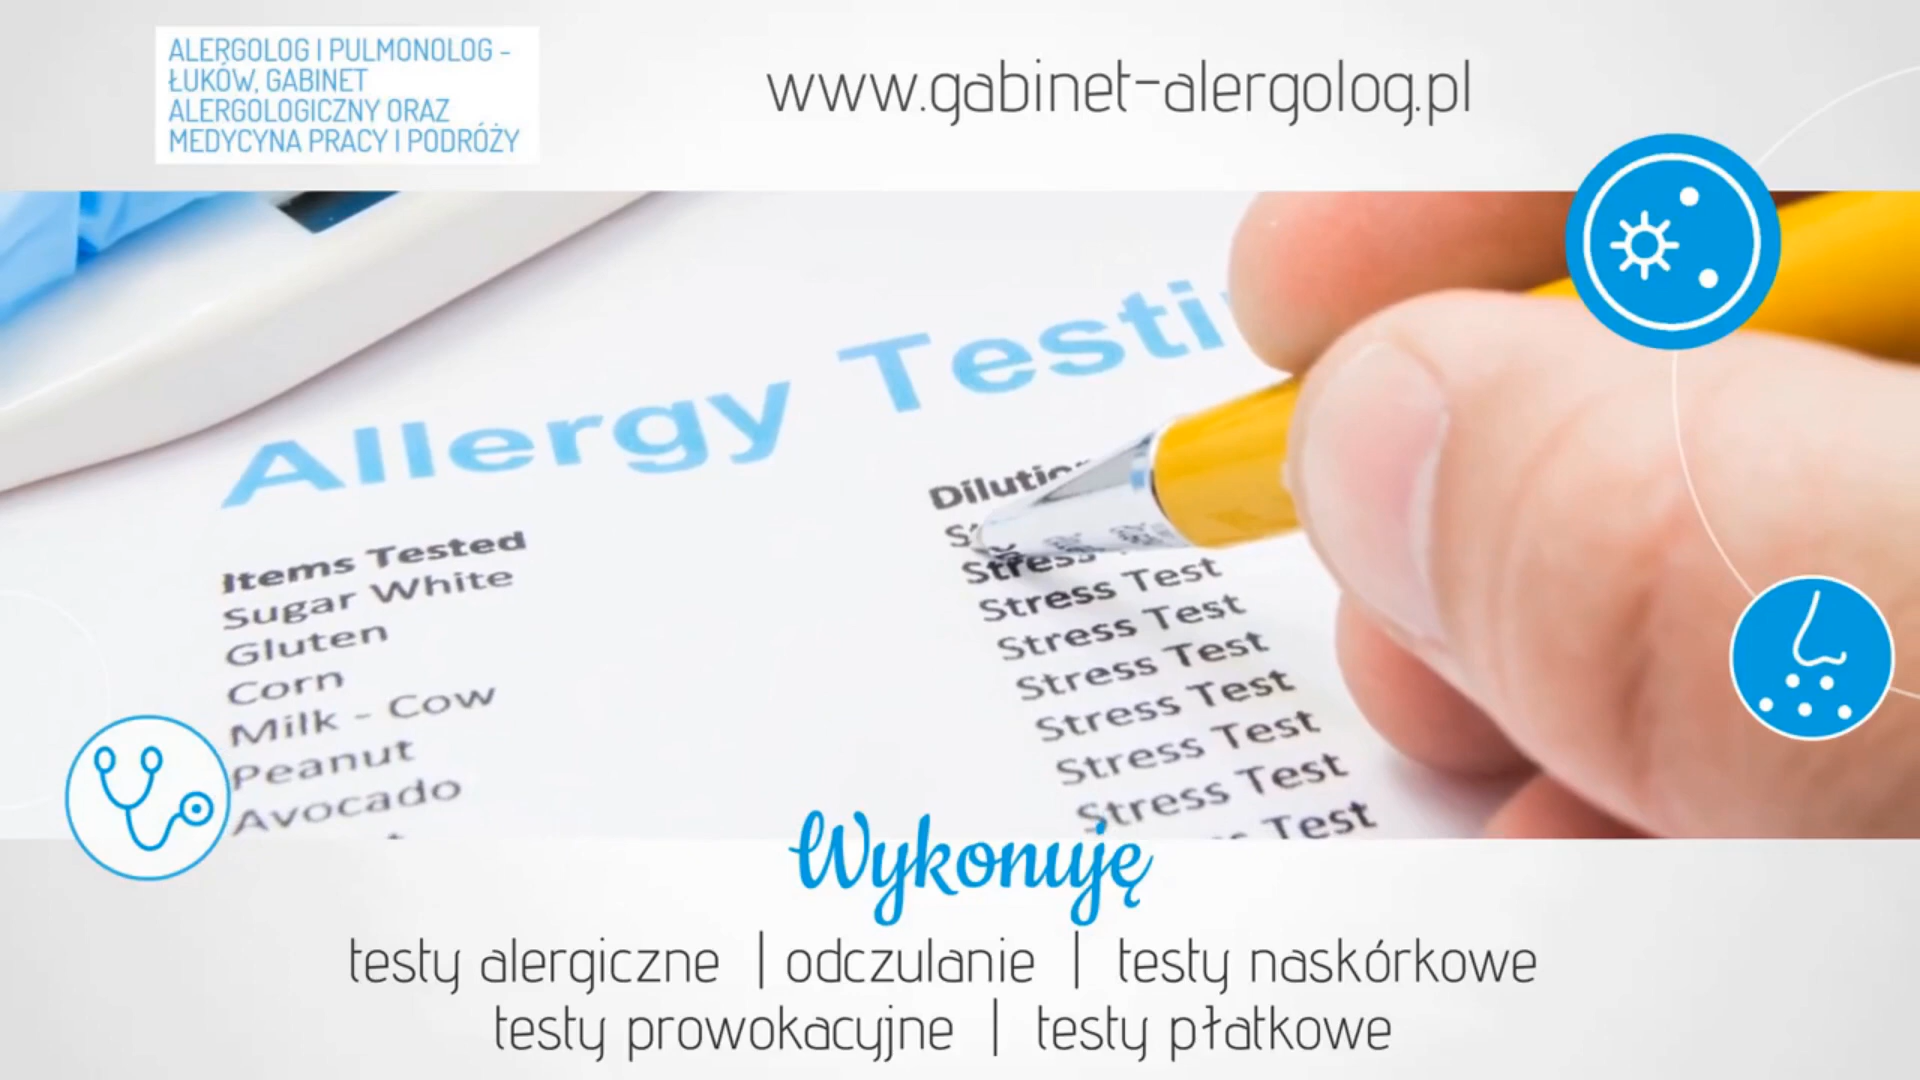 ALERGOLOG I PULMONOLOG -
ŁUKÓW, GABINET
ALERGOLOGICZNY ORAZ
MEDYCYNA PRACY I PODRÓŻY
www.gabinet-alergolog.pl
Allergy Testi
Items Tested
Sugar White
Gluten
Corn
Milk - Cow
Peanut
Avocado
Stress
Stress Test
Stress Test
Stress Test
Stress Test
Stress Test
Stress Test
Test
Wykonuję
testy alergiczne | odczulanie | testy naskórkowe
testy prowokacyjne | testy płatkowe